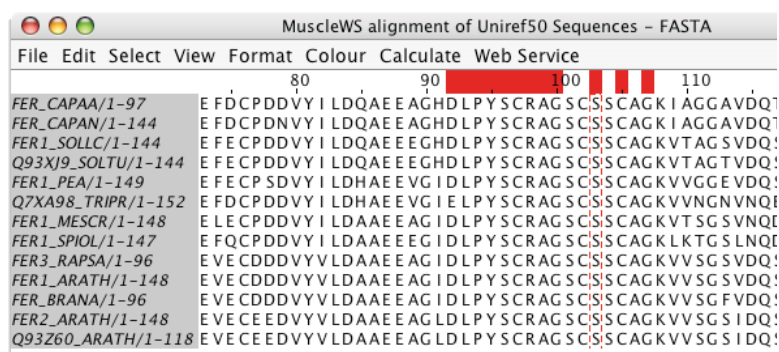 MuscleWS alignment of Uniref50 Sequences – FASTA
File Edit Select View Format Colour Calculate Web Service
80 90 100 110
FER_CAPAA/1-97 EFDCPDDVYILDQAEEAGHDLPYSCRAGSCSSCAGKIAGGAVDQT
FER_CAPAN/1-144 EFDCPDNVYILDQAEEAGHDLPYSCRAGSCSSCAGKIAGGAVDQT
FER1_SOLLC/1-144 EFECPDDVYILDQAEEEGHDLPYSCRAGSCSSCAGKVTAGSVDQS
Q93XJ9_SOLTU/1-144 EFECPDDVYILDQAEEEGHDLPYSCRAGSCSSCAGKVTAGTVDQS
FER1_PEA/1-149 EFECPSDVYILDHAEEVGIDLPYSCRAGSCSSCAGKVVGGEVDQS
Q7XA98_TRIPR/1-152 EFDCPDDVYILDHAEEVGIELPYSCRAGSCSSCAGKVVNGNVNQE
FER1_MESCR/1-148 ELECPDDVYILDAAEEAGIDLPYSCRAGSCSSCAGKVTSGSVNQD
FER1_SPIOL/1-147 EFQCPDDVYILDAAEEEGIDLPYSCRAGSCSSCAGKLKTGSLNQD
FER3_RAPSA/1-96 EVECDDDVYVLDAAEEAGIDLPYSCRAGSCSSCAGKVVSGSVDQS
FER1_ARATH/1-148 EVECDDDVYVLDAAEEAGIDLPYSCRAGSCSSCAGKVVSGSVDQS
FER_BRANA/1-96 EVECDDDVYVLDAAEEAGIDLPYSCRAGSCSSCAGKVVSGFVDQS
FER2_ARATH/1-148 EVECEEDVYVLDAAEEAGLDLPYSCRAGSCSSCAGKVVSGSIDQS
Q93Z60_ARATH/1-118 EVECEEDVYVLDAAEEAGLDLPYSCRAGSCSSCAGKVVSGSIDQS